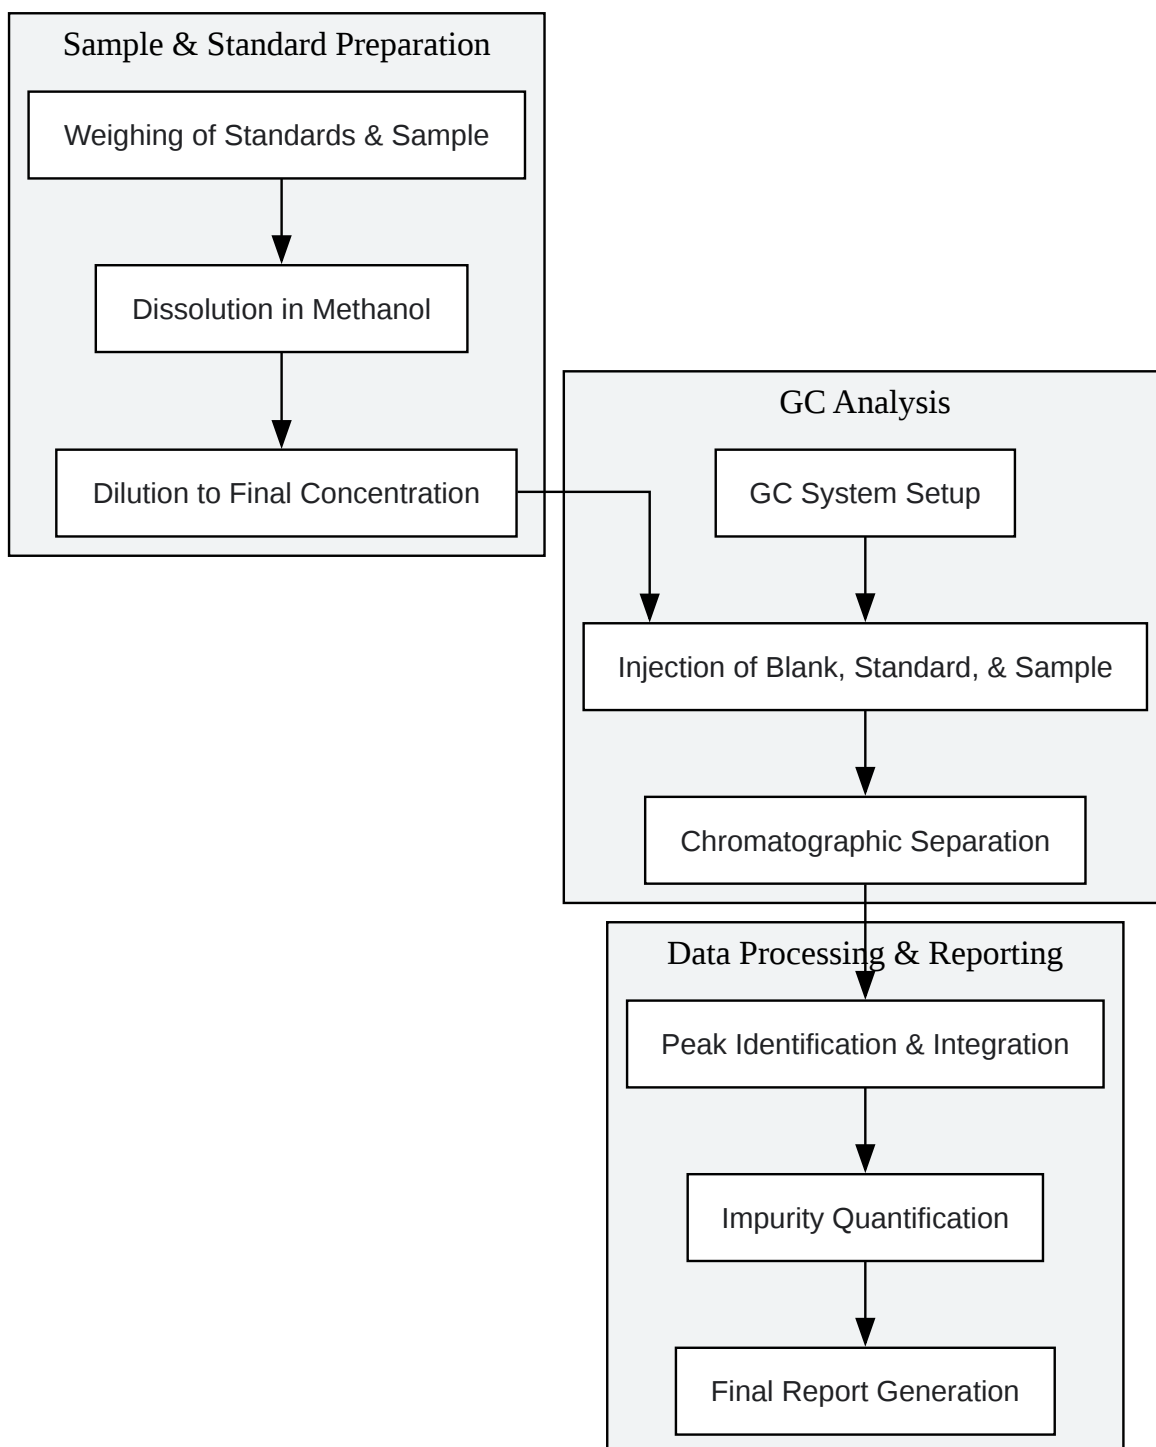 Sample & Standard Preparation
Weighing of Standards & Sample
Dissolution in Methanol
Dilution to Final Concentration
GC Analysis
GC System Setup
Injection of Blank, Standard, & Sample
Chromatographic Separation
Data Processing & Reporting
Peak Identification & Integration
Impurity Quantification
Final Report Generation